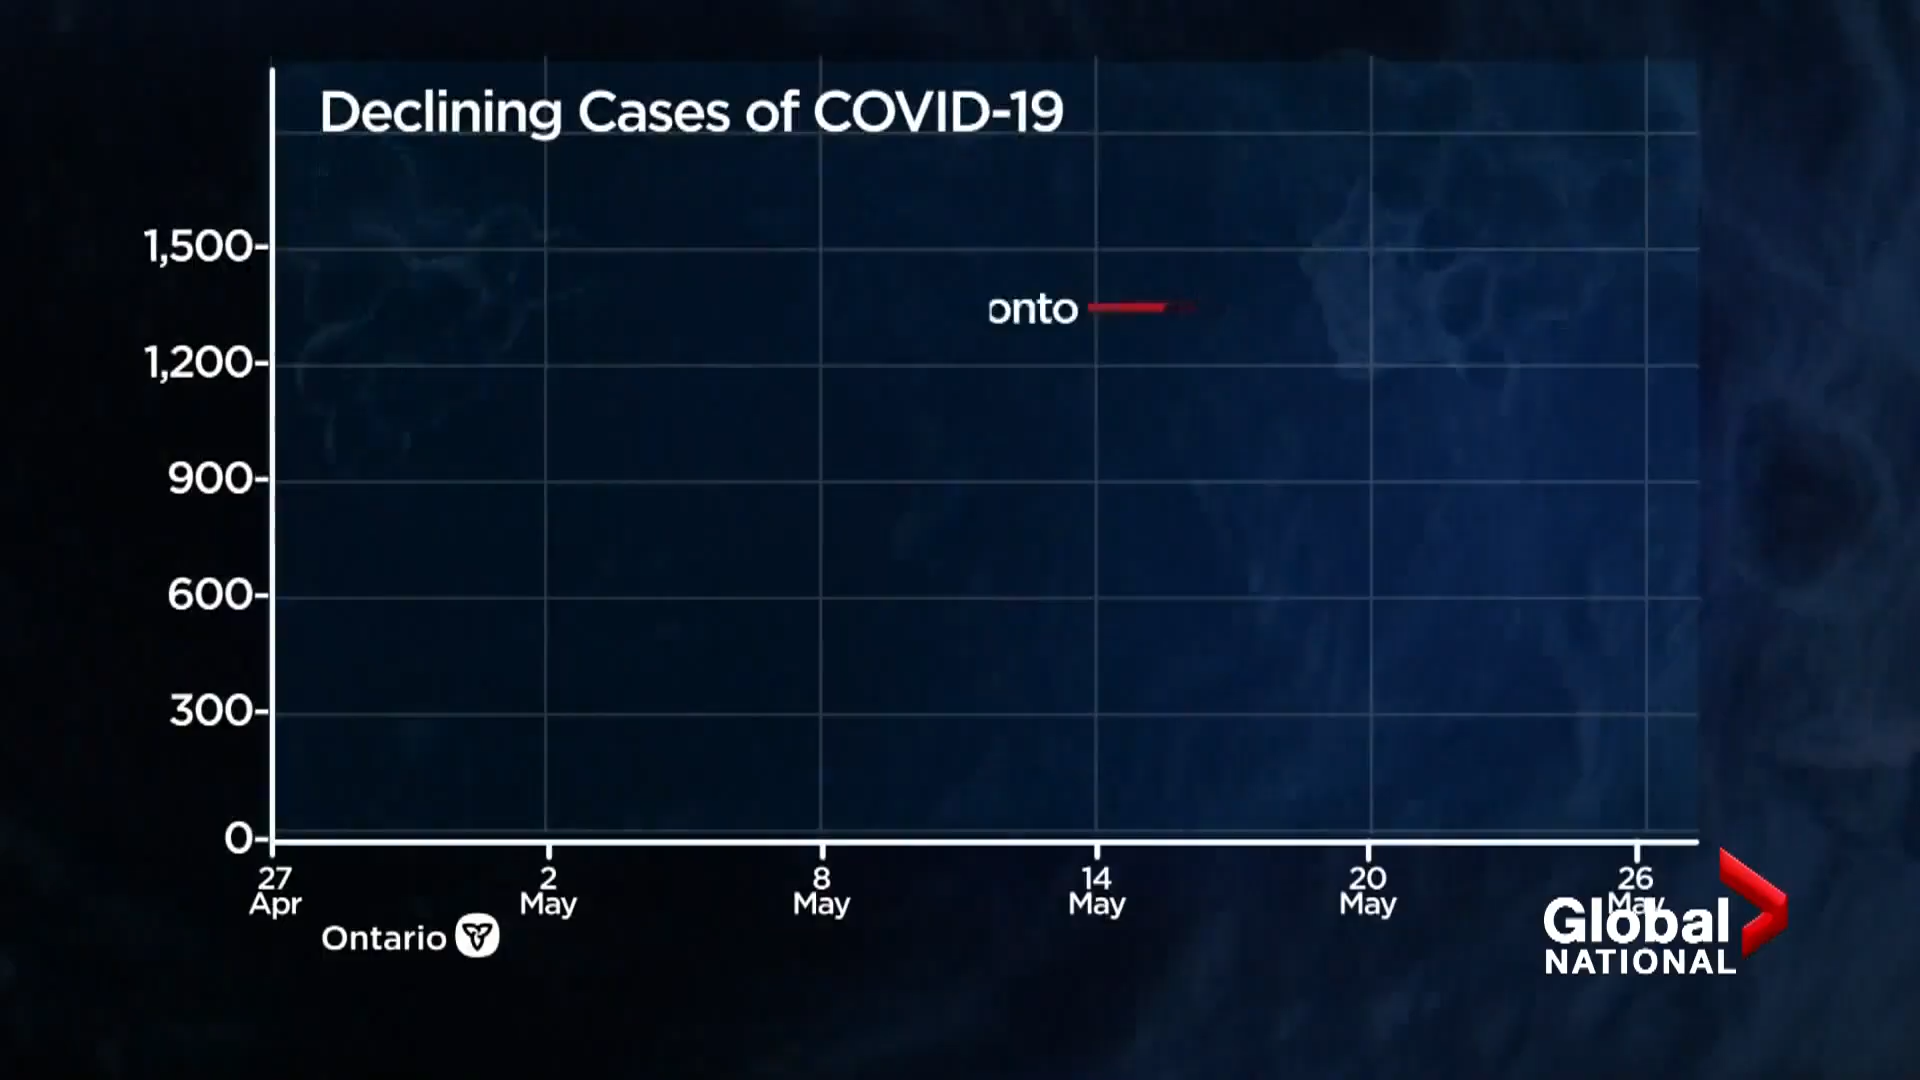 Declining Cases of COVID-19
1,500-
onto
1,200-
900-
600-
300-
0-
27 2 8 14 20 26
Apr May May May May May
Ontario
Global
NATIONAL